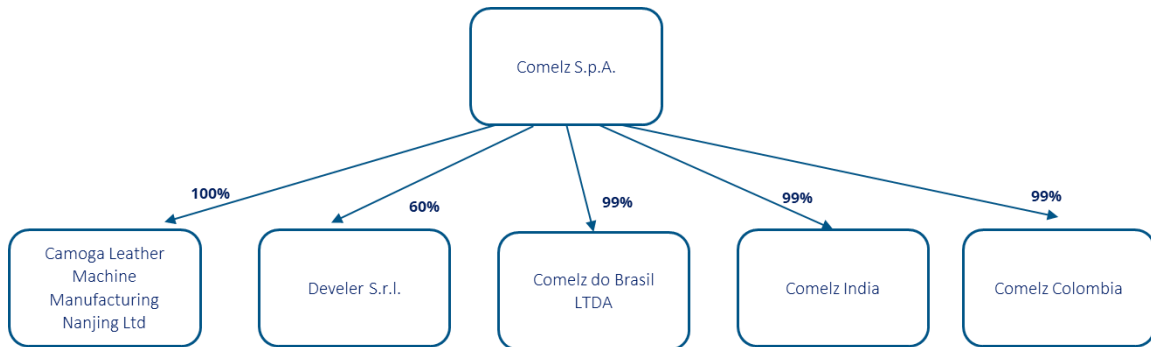 Comelz S.p.A.
100%
60%
99%
99%
99%
Camoga Leather
Machine
Manufacturing
Nanjing Ltd
Develer S.r.l.
Comelz do Brasil
LTDA
Comelz India
Comelz Colombia